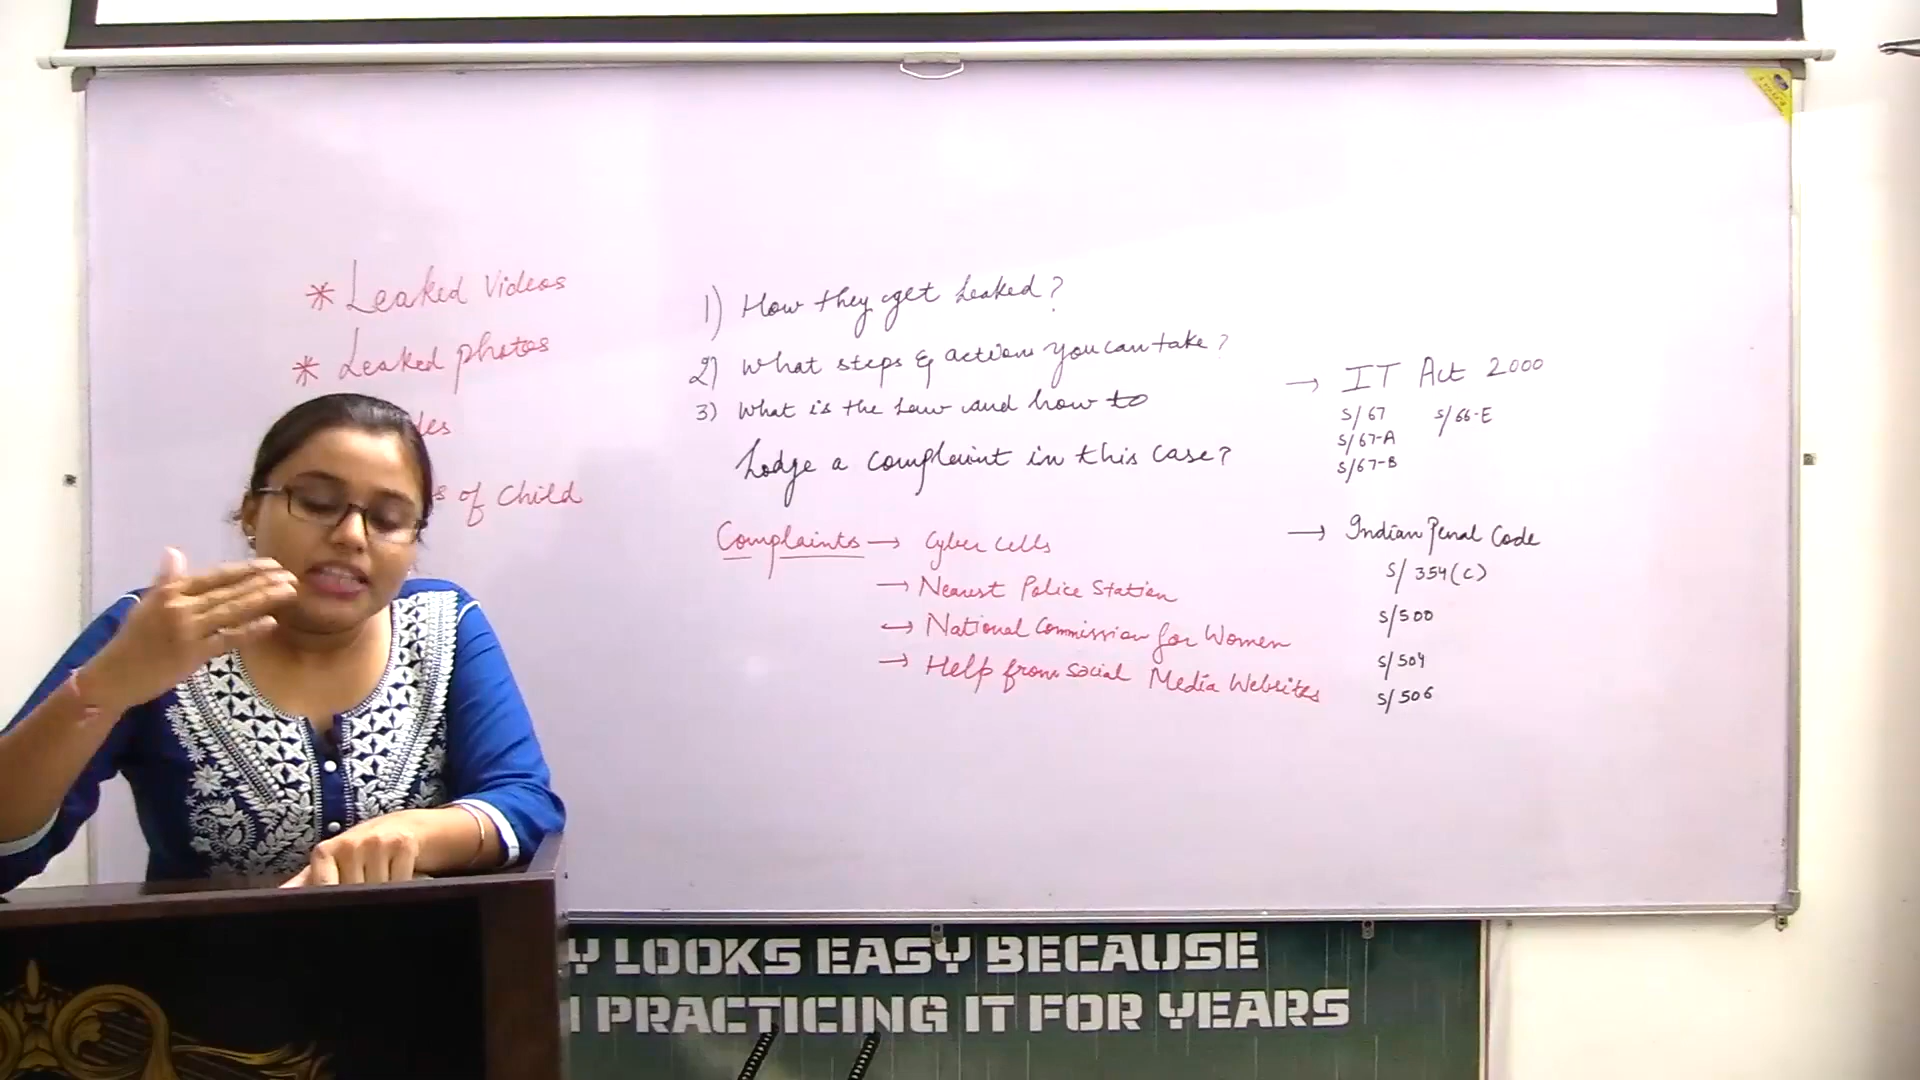 * Leaked Videos
* Leaked photos
des
s of child
1) How they get leaked?
2) What steps & actions you can take?
3) What is the law and how to
Lodge a complaint in this case?
Complaints → Cyber cells
→ Nearest Police Station
→ National Commission for Women
→ Help from social Media Websites
→ IT Act 2000
S/67 S/66-E
S/67-A
S/67-B
→ Indian Penal Code
S/354(C)
S/500
S/504
S/506
Y LOOKS EASY BECAUSE
PRACTICING IT FOR YEARS